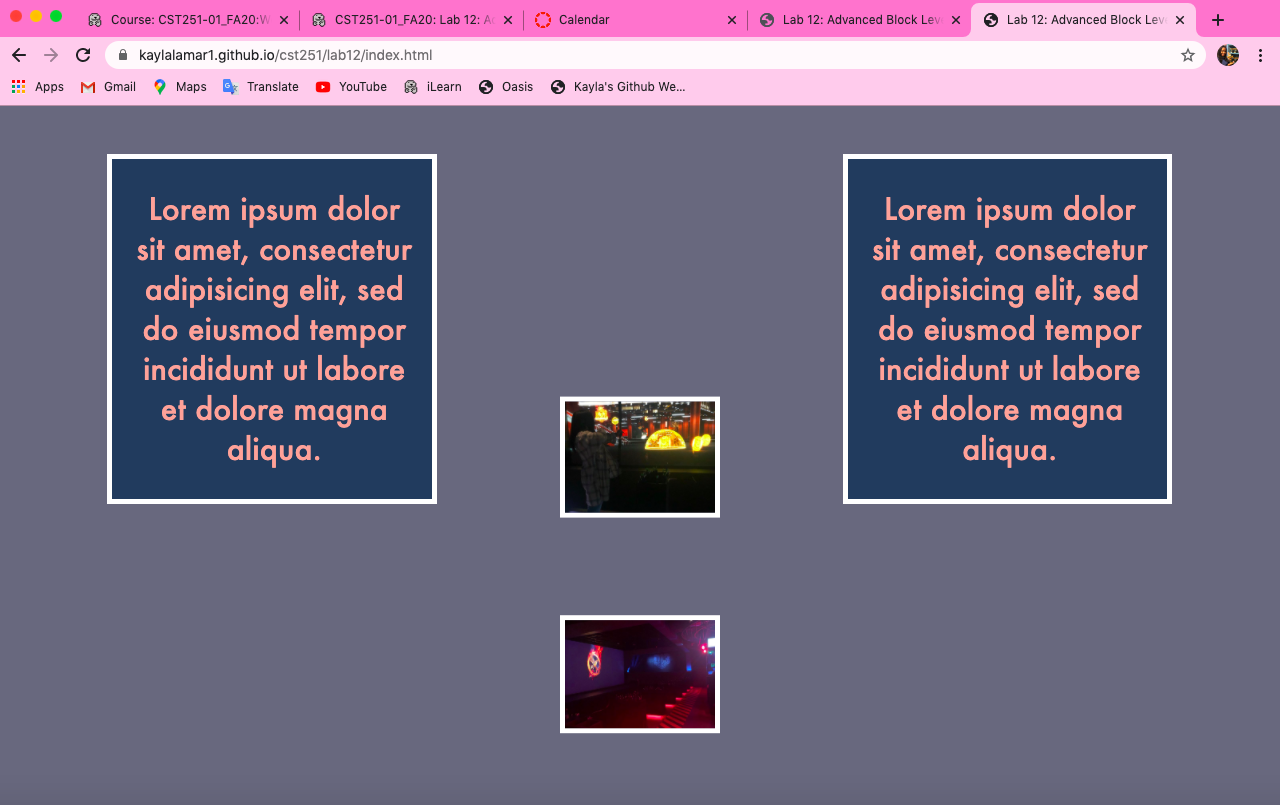 Course: CST251-01_FA20:W
CST251-01_FA20: Lab 12: A
Calendar
Lab 12: Advanced Block Leve
Lab 12: Advanced Block Leve
kaylalamar1.github.io/cst251/lab12/index.html
Apps
Gmail
Maps
Translate
YouTube
iLearn
Oasis
Kayla's Github We...
Lorem ipsum dolor
sit amet, consectetur
adipisicing elit, sed
do eiusmod tempor
incididunt ut labore
et dolore magna
aliqua.
Lorem ipsum dolor
sit amet, consectetur
adipisicing elit, sed
do eiusmod tempor
incididunt ut labore
et dolore magna
aliqua.